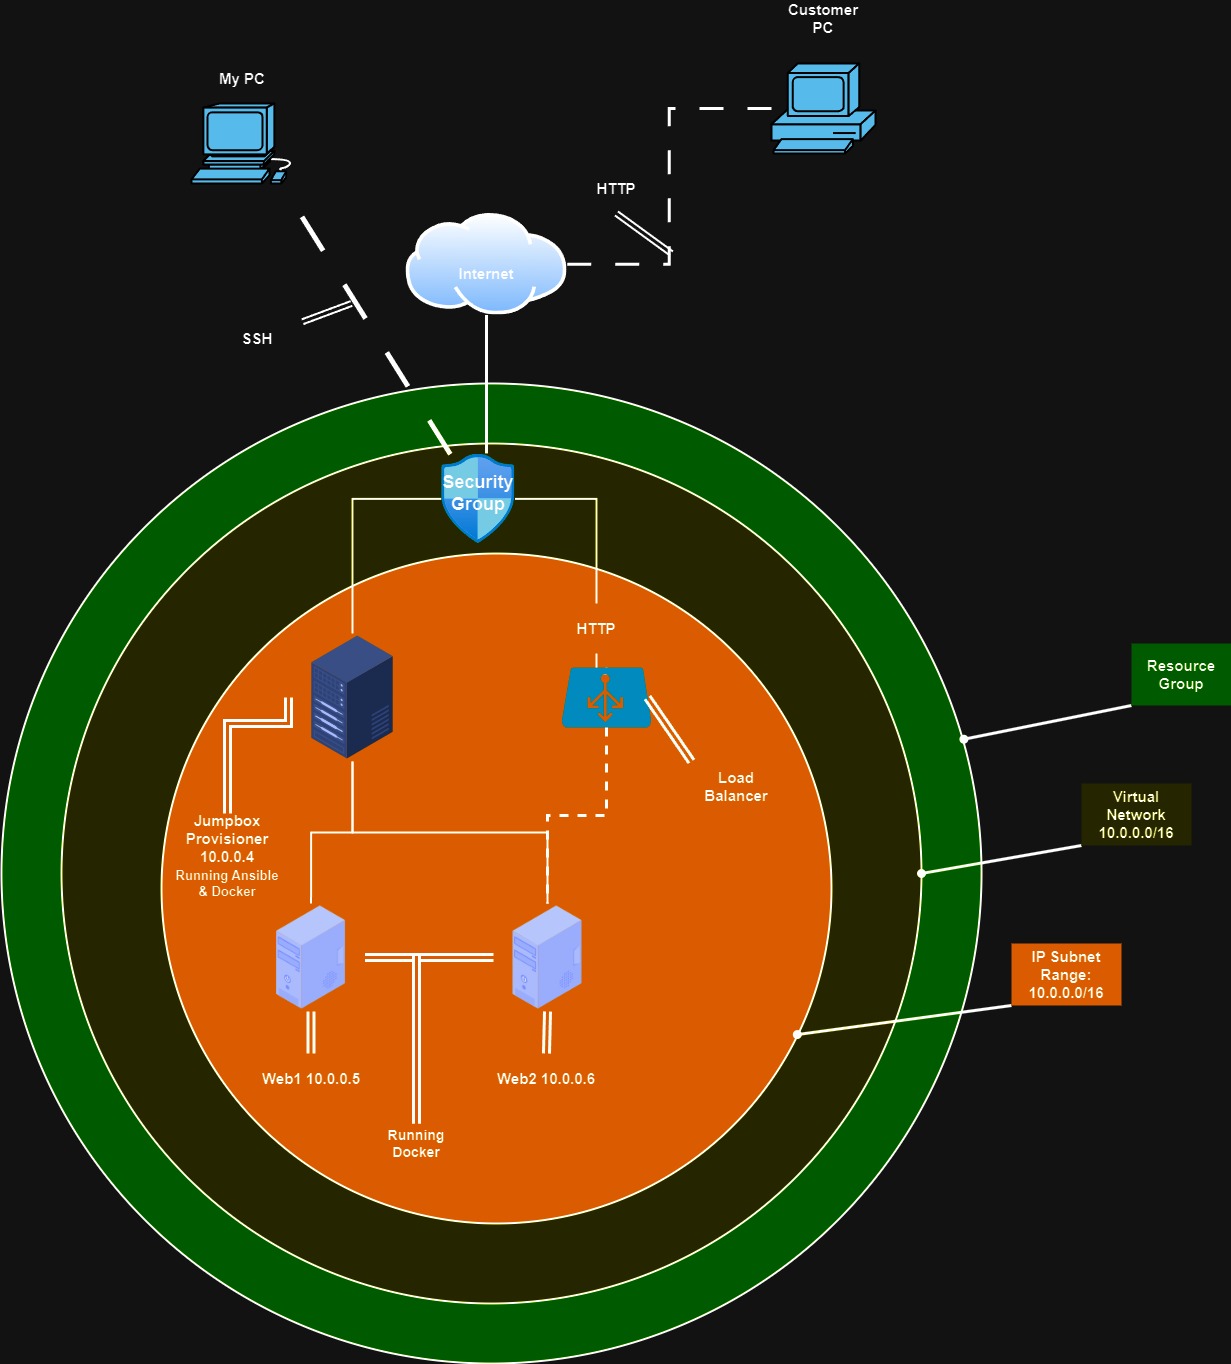 Customer
PC
My PC
HTTP
Internet
SSH
Security
Group
HTTP
Resource
Group
Load
Balancer
Virtual
Network
10.0.0.0/16
Jumpbox
Provisioner
10.0.0.4
Running Ansible
& Docker
IP Subnet
Range:
10.0.0.0/16
Web1 10.0.0.5
Web2 10.0.0.6
Running
Docker